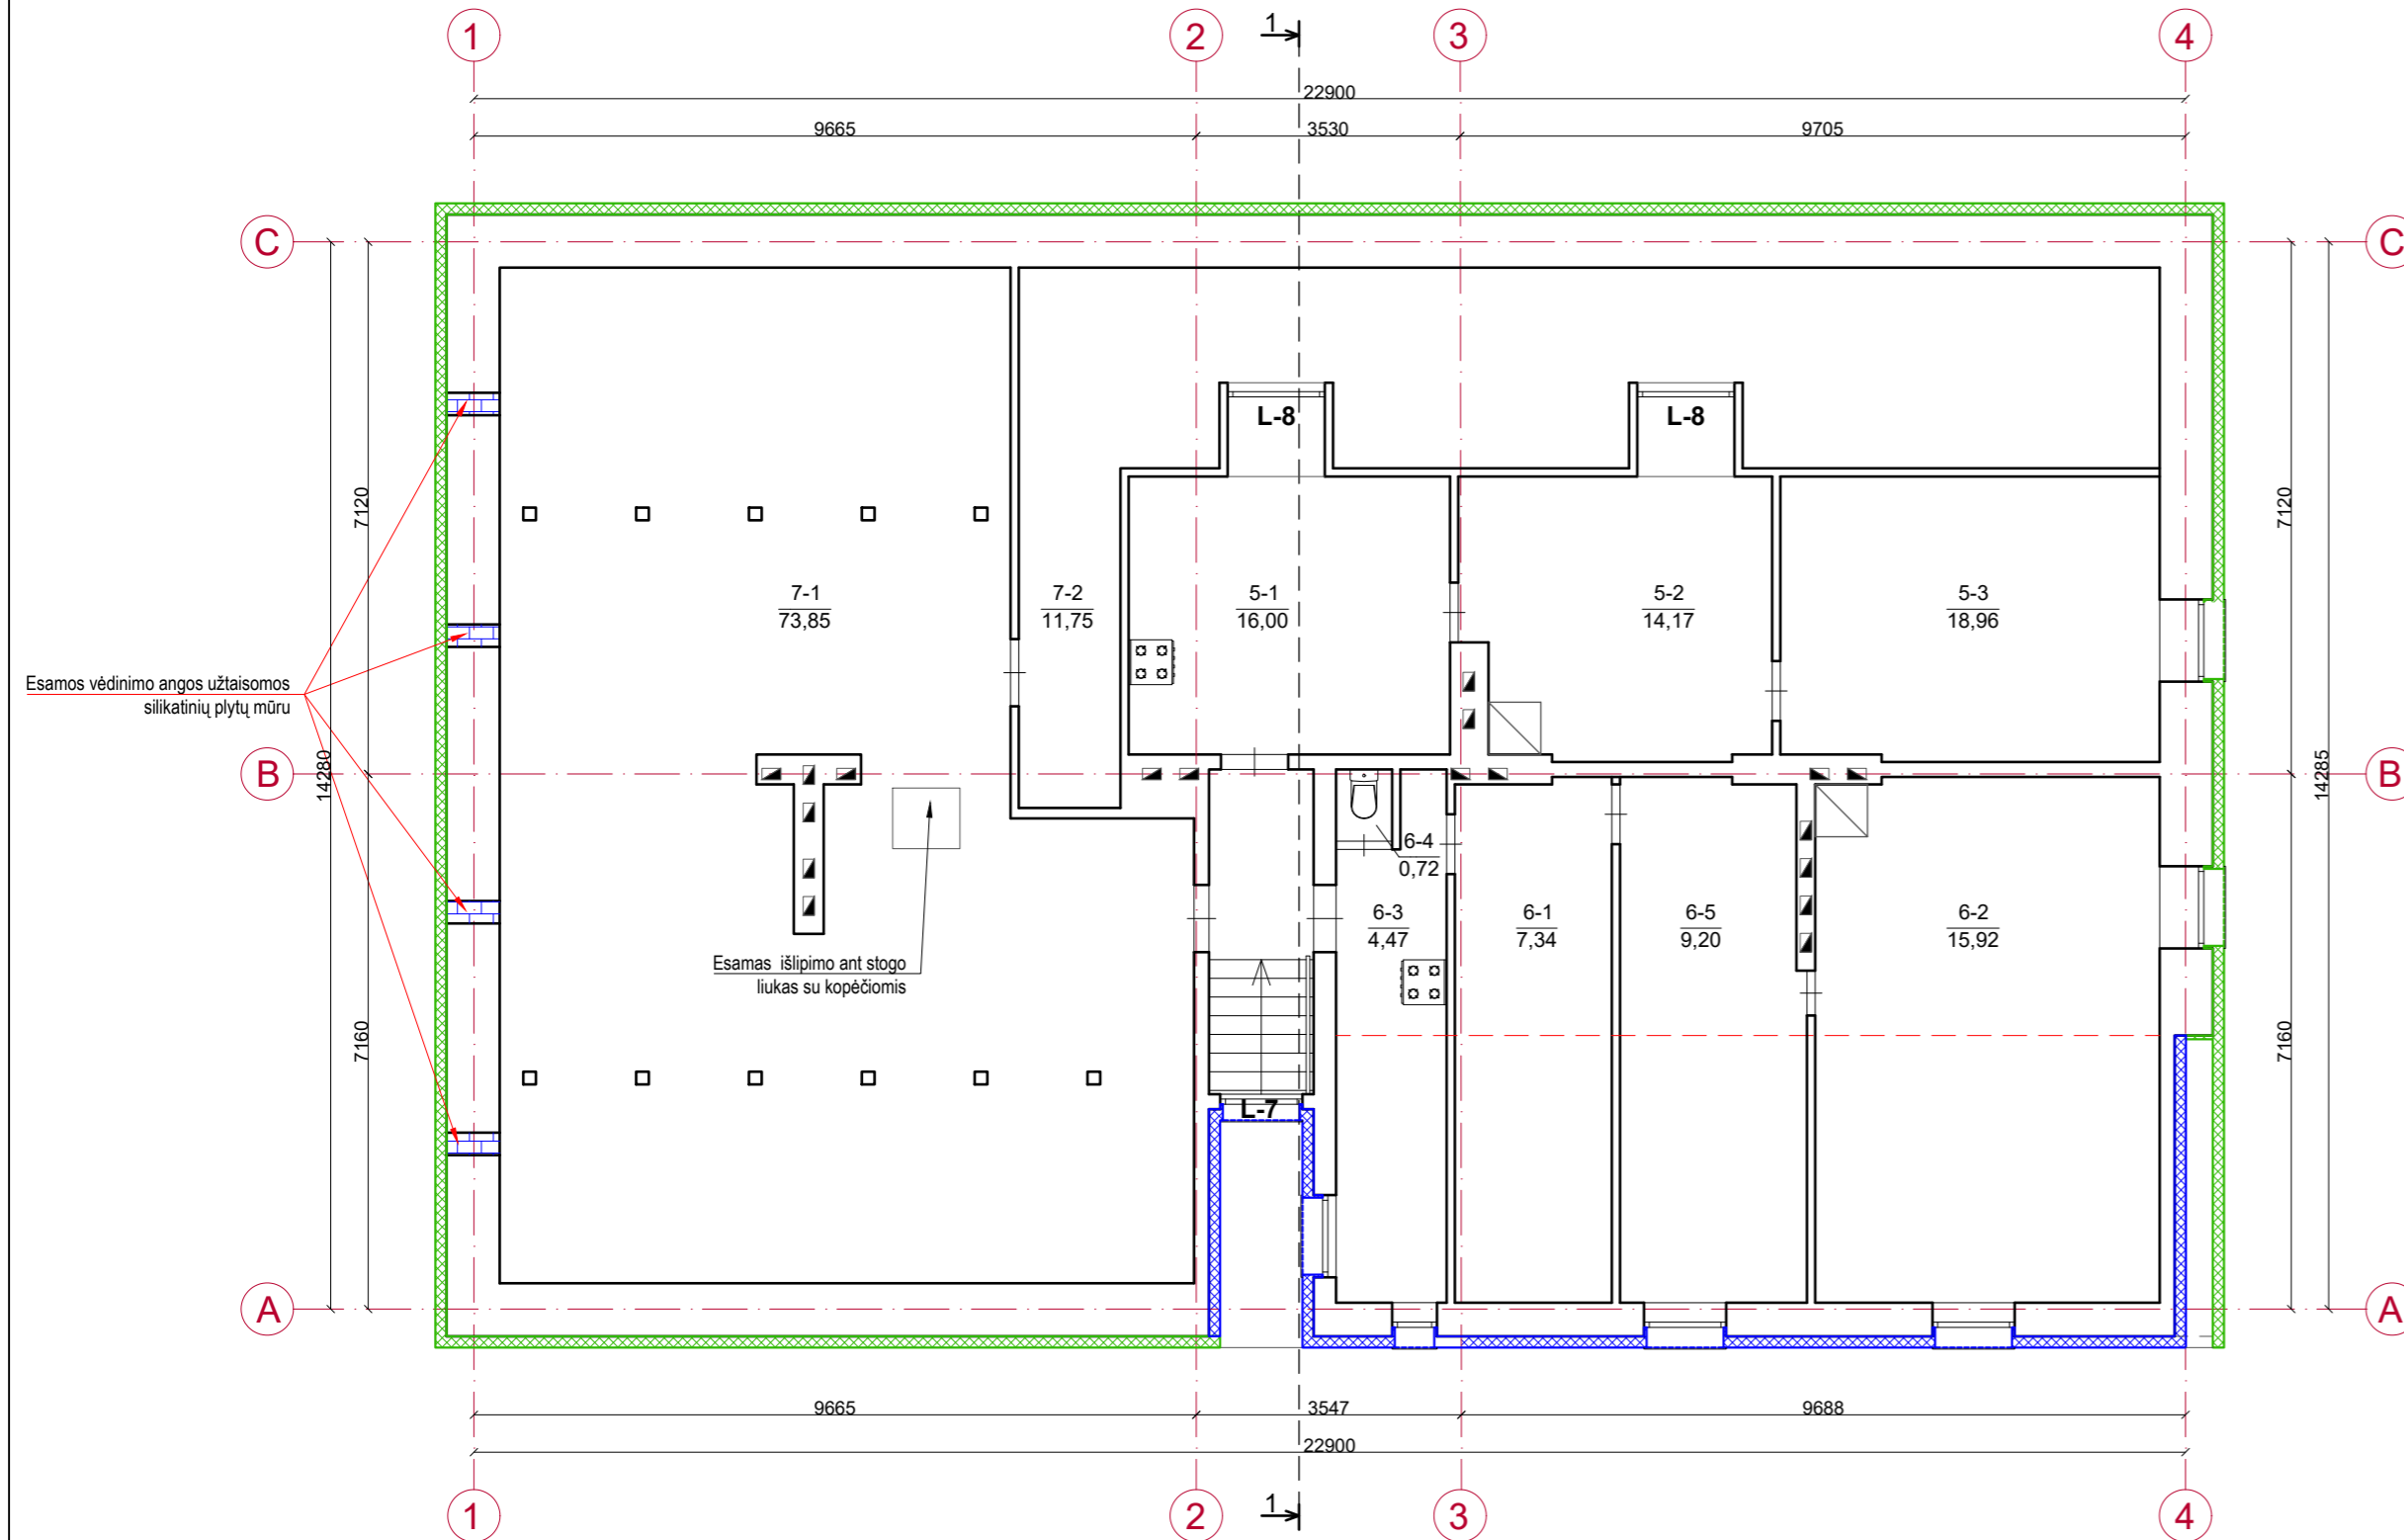 1 2 1 3 4
22900
9665 3530 9705
C C
L-8 L-8
7120 7120
7-1
73,85
7-2
11,75
5-1
16,00
5-2
14,17
5-3
18,96
Esamos vėdinimo angos užtaisomos
silikatinių plytų mūru
B B
14280 14285
6-4
0,72
6-3
4,47
6-1
7,34
6-5
9,20
6-2
15,92
Esamas išlipimo ant stogo
liukas su kopėčiomis
7160 7160
L-7
A A
9665 3547 9688
22900
1 2 1 3 4